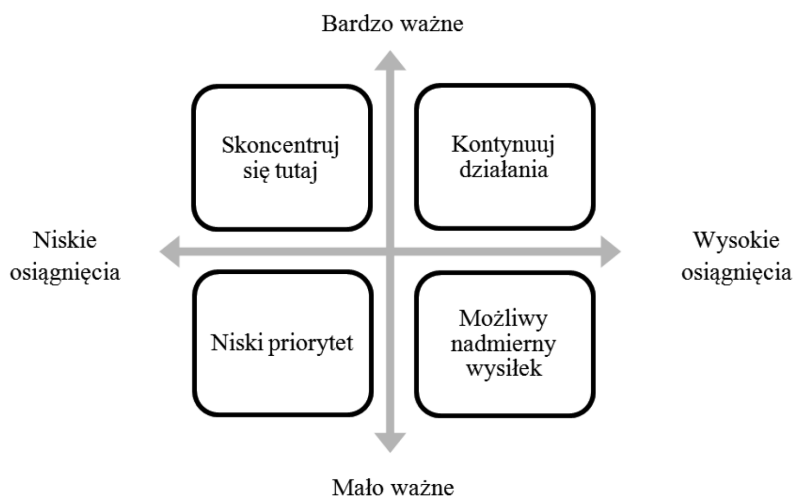 Bardzo ważne
Skoncentruj
się tutaj
Kontynuuj
działania
Niskie
osiągnięcia
Wysokie
osiągnięcia
Niski priorytet
Możliwy
nadmierny
wysiłek
Mało ważne